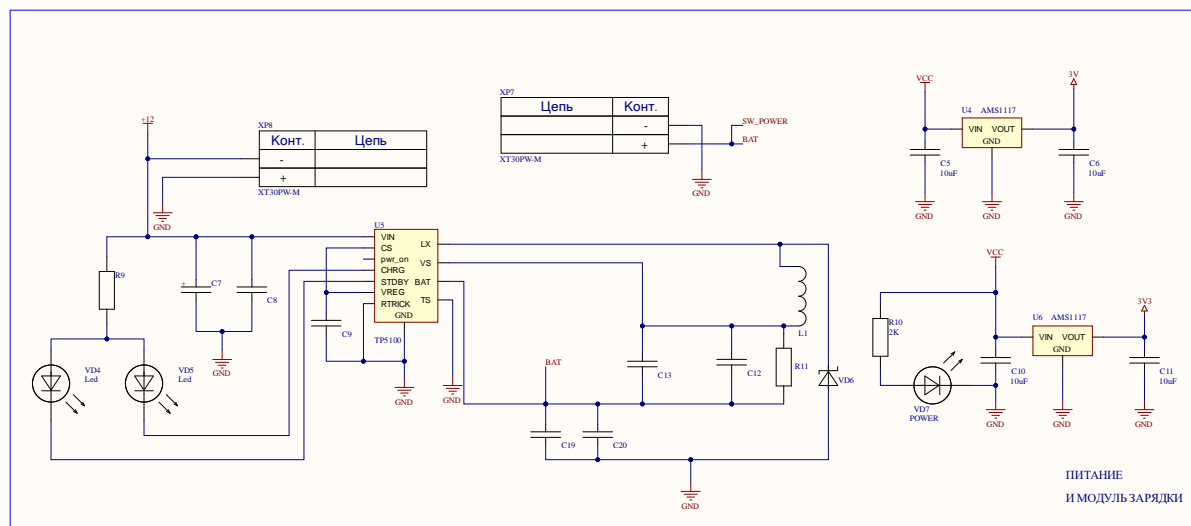 +12
XP8
Конт. Цепь
-
+
XT30PW-M
GND
XP7
Цепь Конт.
-
+
XT30PW-M
SW_POWER
BAT
GND
VCC
3V
U4 AMS1117
VIN VOUT
GND
C5
10uF
C6
10uF
GND
GND
GND
U5
VIN
CS
pwr_on
CHRG
STDBY
VREG
RTRICK
GND
LX
VS
BAT
TS
TP5100
R9
C7
C8
+
GND
C9
VD4
Led
VD5
Led
GND
GND
BAT
C19
C20
C13
C12
R11
L1
VD6
GND
VCC
3V3
R10
2K
U6 AMS1117
VIN VOUT
GND
C10
10uF
C11
10uF
VD7
POWER
GND
GND
GND
ПИТАНИЕ
И МОДУЛЬ ЗАРЯДКИ